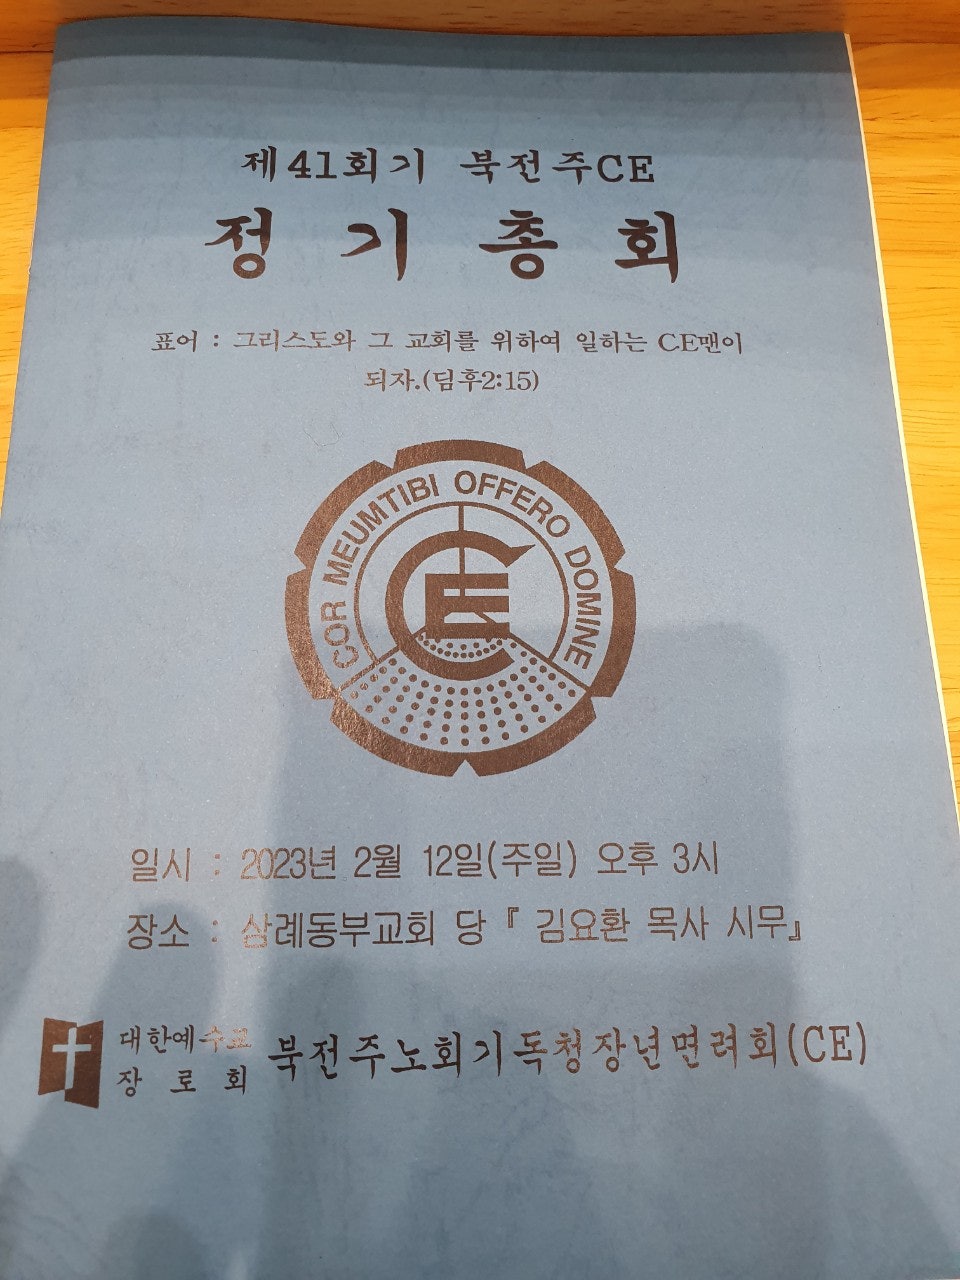 제41회기 북전주CE
정기총회
표어 : 그리스도와 그 교회를 위하여 일하는 CE맨이
되자.(딤후2:15)
COR MEUMTIBI OFFERO DOMINE
CE
일시 : 2023년 2월 12일(주일) 오후 3시
장소 : 삼례동부교회 당『 김요환 목사 시무』
대한예수교
장로회
북전주노회기독청장년면려회(CE)